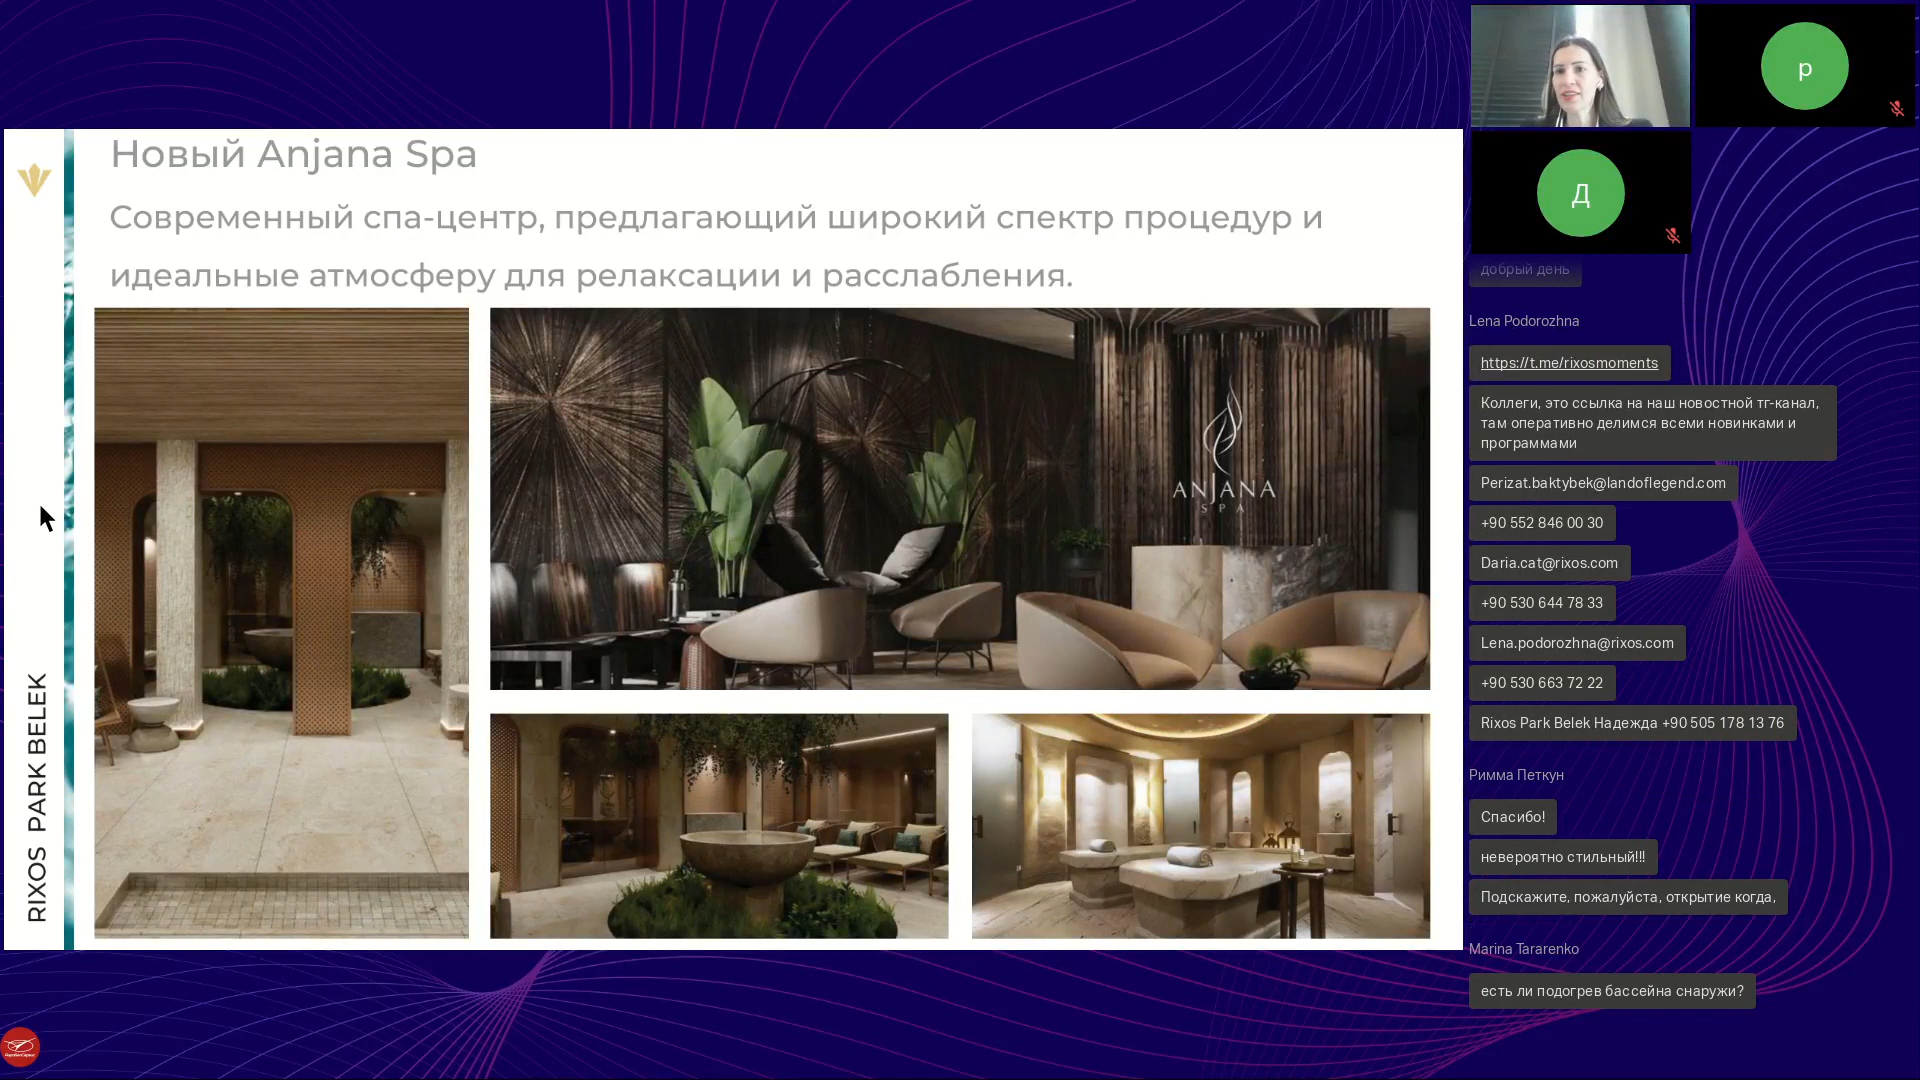 Новый Anjana Spa
Современный спа-центр, предлагающий широкий спектр процедур и
идеальные атмосферу для релаксации и расслабления.
RIXOS PARK BELEK
ANJANA
SPA
р
Д
добрый день
Lena Podorozhna
https://t.me/rixosmoments
Коллеги, это ссылка на наш новостной тг-канал,
там оперативно делимся всеми новинками и
программами
Perizat.baktybek@landoflegend.com
+90 552 846 00 30
Daria.cat@rixos.com
+90 530 644 78 33
Lena.podorozhna@rixos.com
+90 530 663 72 22
Rixos Park Belek Надежда +90 505 178 13 76
Римма Петкун
Спасибо!
невероятно стильный!!!
Подскажите, пожалуйста, открытие когда,
Marina Tararenko
есть ли подогрев бассейна снаружи?